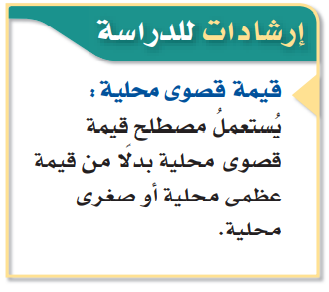 إرشادات للدراسة
قيمة قصوى محلية :
يُستعملُ مصطلح قيمة
قصوى محلية بدلًا من قيمة
عظمى محلية أو صغرى
محلية.